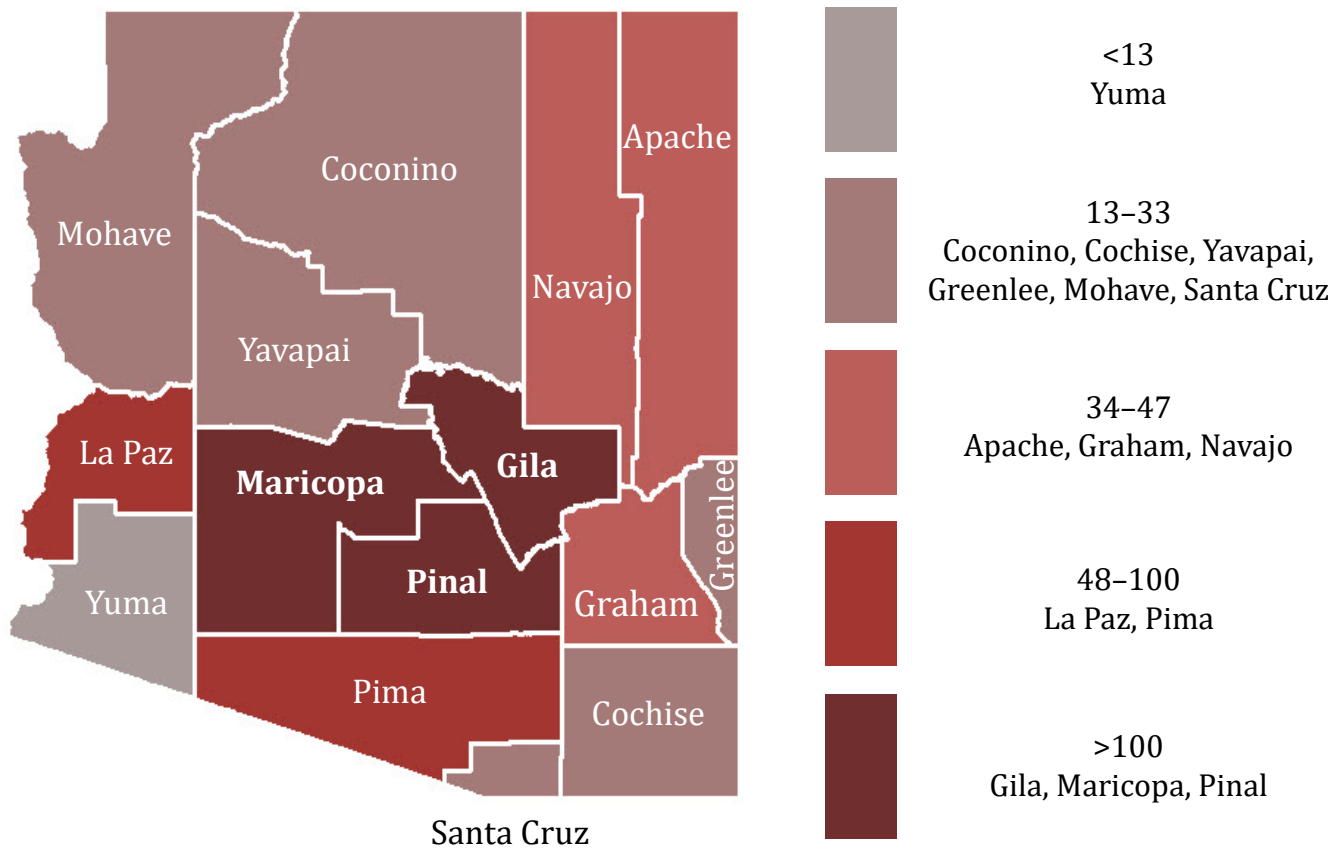 Apache
Coconino
Mohave
Navajo
Yavapai
La Paz
Gila
Maricopa
Greenlee
Pinal
Yuma
Graham
Pima
Cochise
Santa Cruz
<13
Yuma
13–33
Coconino, Cochise, Yavapai,
Greenlee, Mohave, Santa Cruz
34–47
Apache, Graham, Navajo
48–100
La Paz, Pima
>100
Gila, Maricopa, Pinal